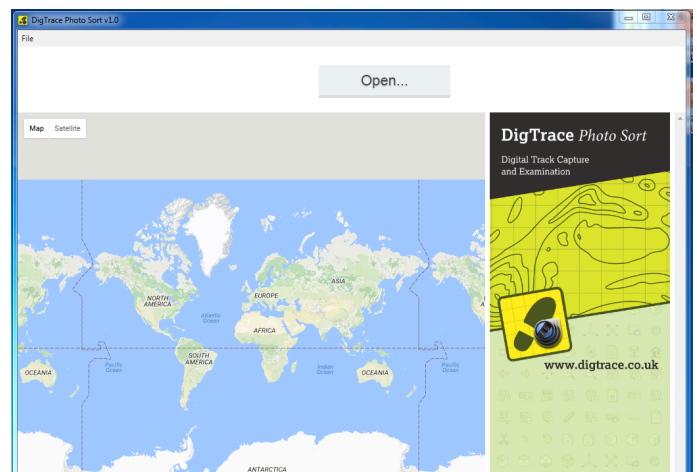 DigTrace Photo Sort v1.0
File
Open...
Map Satellite
DigTrace Photo Sort
Digital Track Capture
and Examination
ASIA
NORTH
AMERICA
EUROPE
A
Atlantic
Ocean
AFRICA
www.digtrace.co.uk
OCEANIA
Pacific
Ocean
SOUTH
AMERICA
Indian
Ocean
OCEANIA
Pacific
Ocean
ANTARCTICA